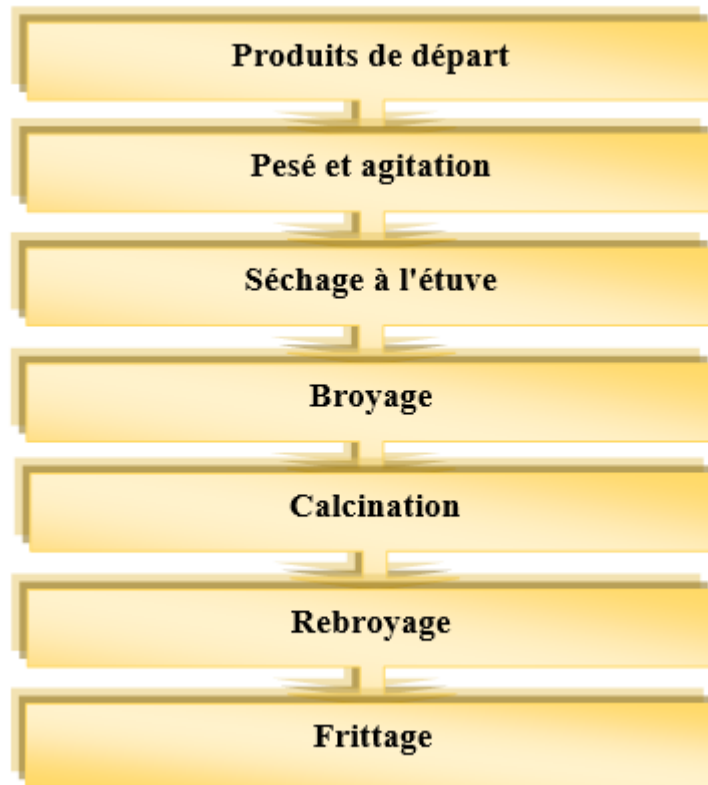 Produits de départ
Pesé et agitation
Séchage à l'étuve
Broyage
Calcination
Rebroyage
Frittage